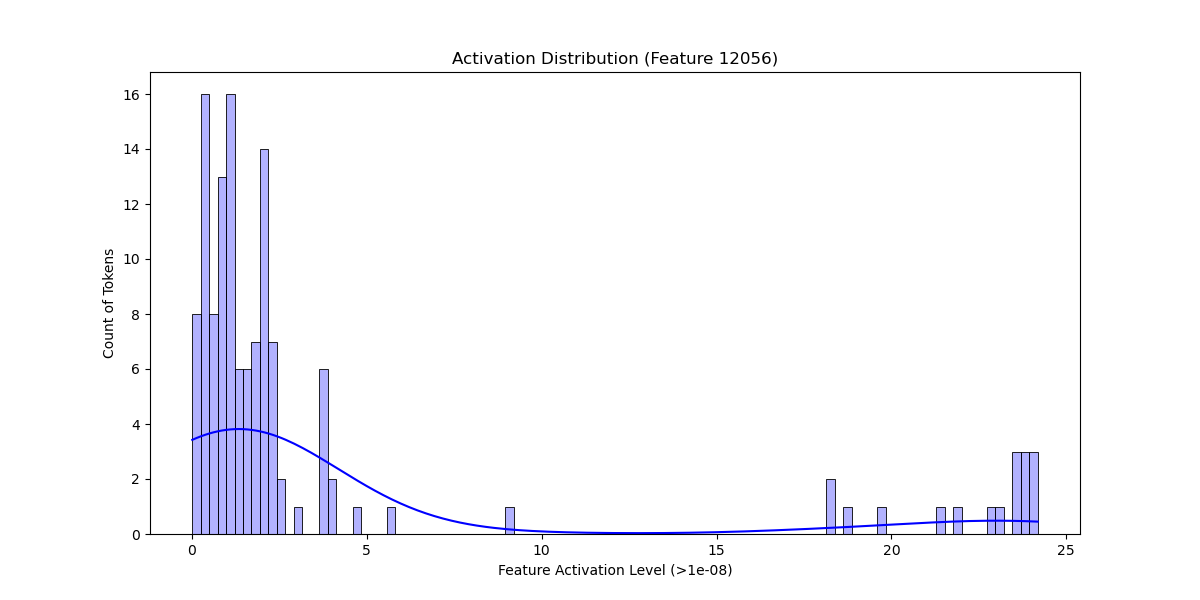 Activation Distribution (Feature 12056)
16
14
12
10
8
6
4
2
0
Count of Tokens
0 5 10 15 20 25
Feature Activation Level (>1e-08)